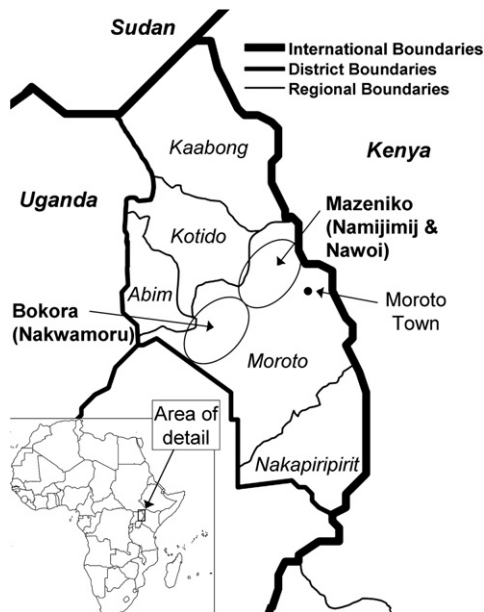 Sudan
International Boundaries
District Boundaries
Regional Boundaries
Kaabong
Kenya
Uganda
Mazeniko
(Namijimij &
Nawoi)
Kotido
Abim
Bokora
(Nakwamoru)
Moroto
Town
Moroto
Area of
detail
Nakapiripirit